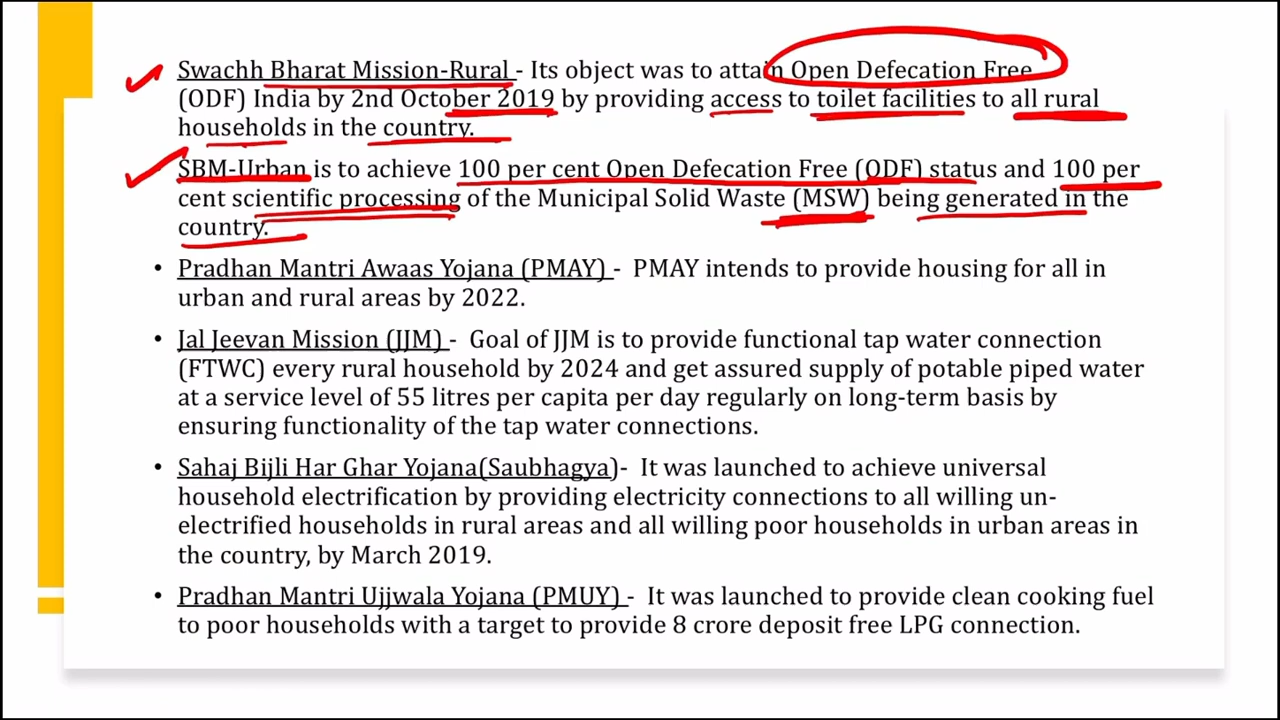 Swachh Bharat Mission-Rural - Its object was to attain Open Defecation Free
(ODF) India by 2nd October 2019 by providing access to toilet facilities to all rural
households in the country.
SBM-Urban is to achieve 100 per cent Open Defecation Free (ODF) status and 100 per
cent scientific processing of the Municipal Solid Waste (MSW) being generated in the
country.
• Pradhan Mantri Awaas Yojana (PMAY) - PMAY intends to provide housing for all in
urban and rural areas by 2022.
• Jal Jeevan Mission (JJM) - Goal of JJM is to provide functional tap water connection
(FTWC) every rural household by 2024 and get assured supply of potable piped water
at a service level of 55 litres per capita per day regularly on long-term basis by
ensuring functionality of the tap water connections.
• Sahaj Bijli Har Ghar Yojana(Saubhagya)- It was launched to achieve universal
household electrification by providing electricity connections to all willing un-
electrified households in rural areas and all willing poor households in urban areas in
the country, by March 2019.
• Pradhan Mantri Ujjwala Yojana (PMUY) - It was launched to provide clean cooking fuel
to poor households with a target to provide 8 crore deposit free LPG connection.